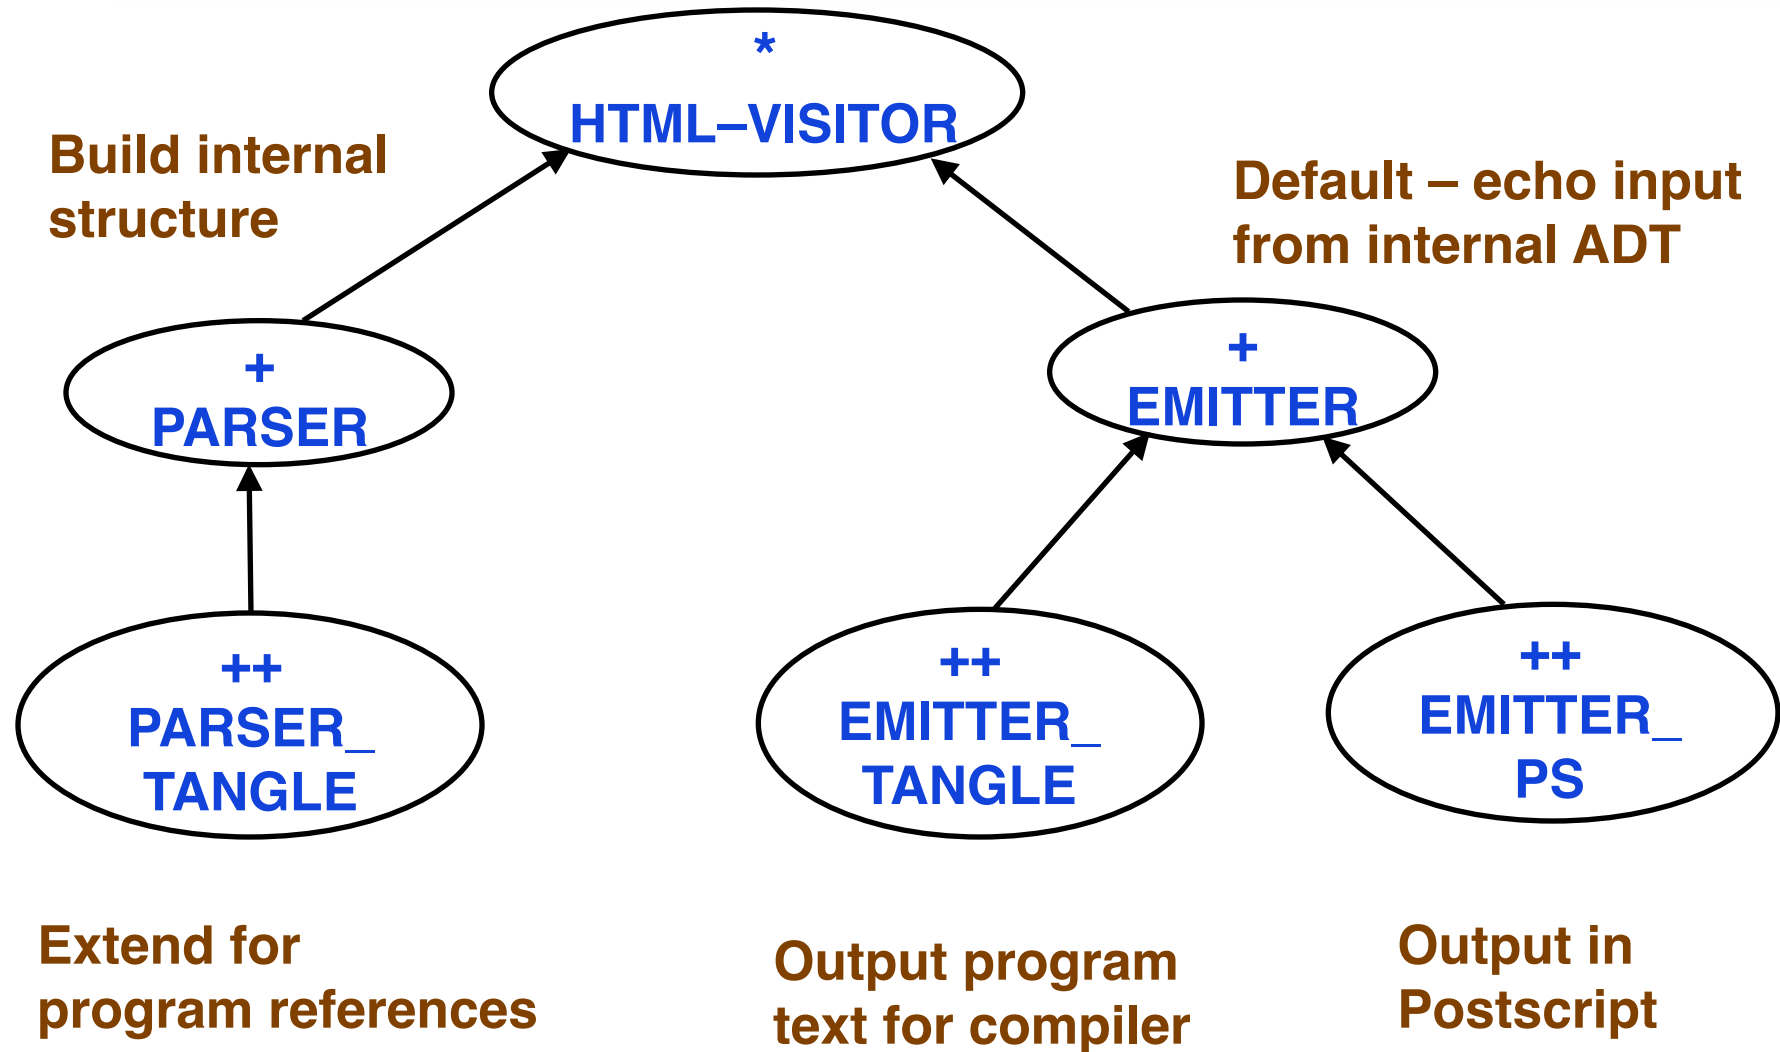 *
HTML–VISITOR
Build internal
structure
Default – echo input
from internal ADT
+
PARSER
+
EMITTER
++
PARSER_
TANGLE
++
EMITTER_
TANGLE
++
EMITTER_
PS
Extend for
program references
Output program
text for compiler
Output in
Postscript